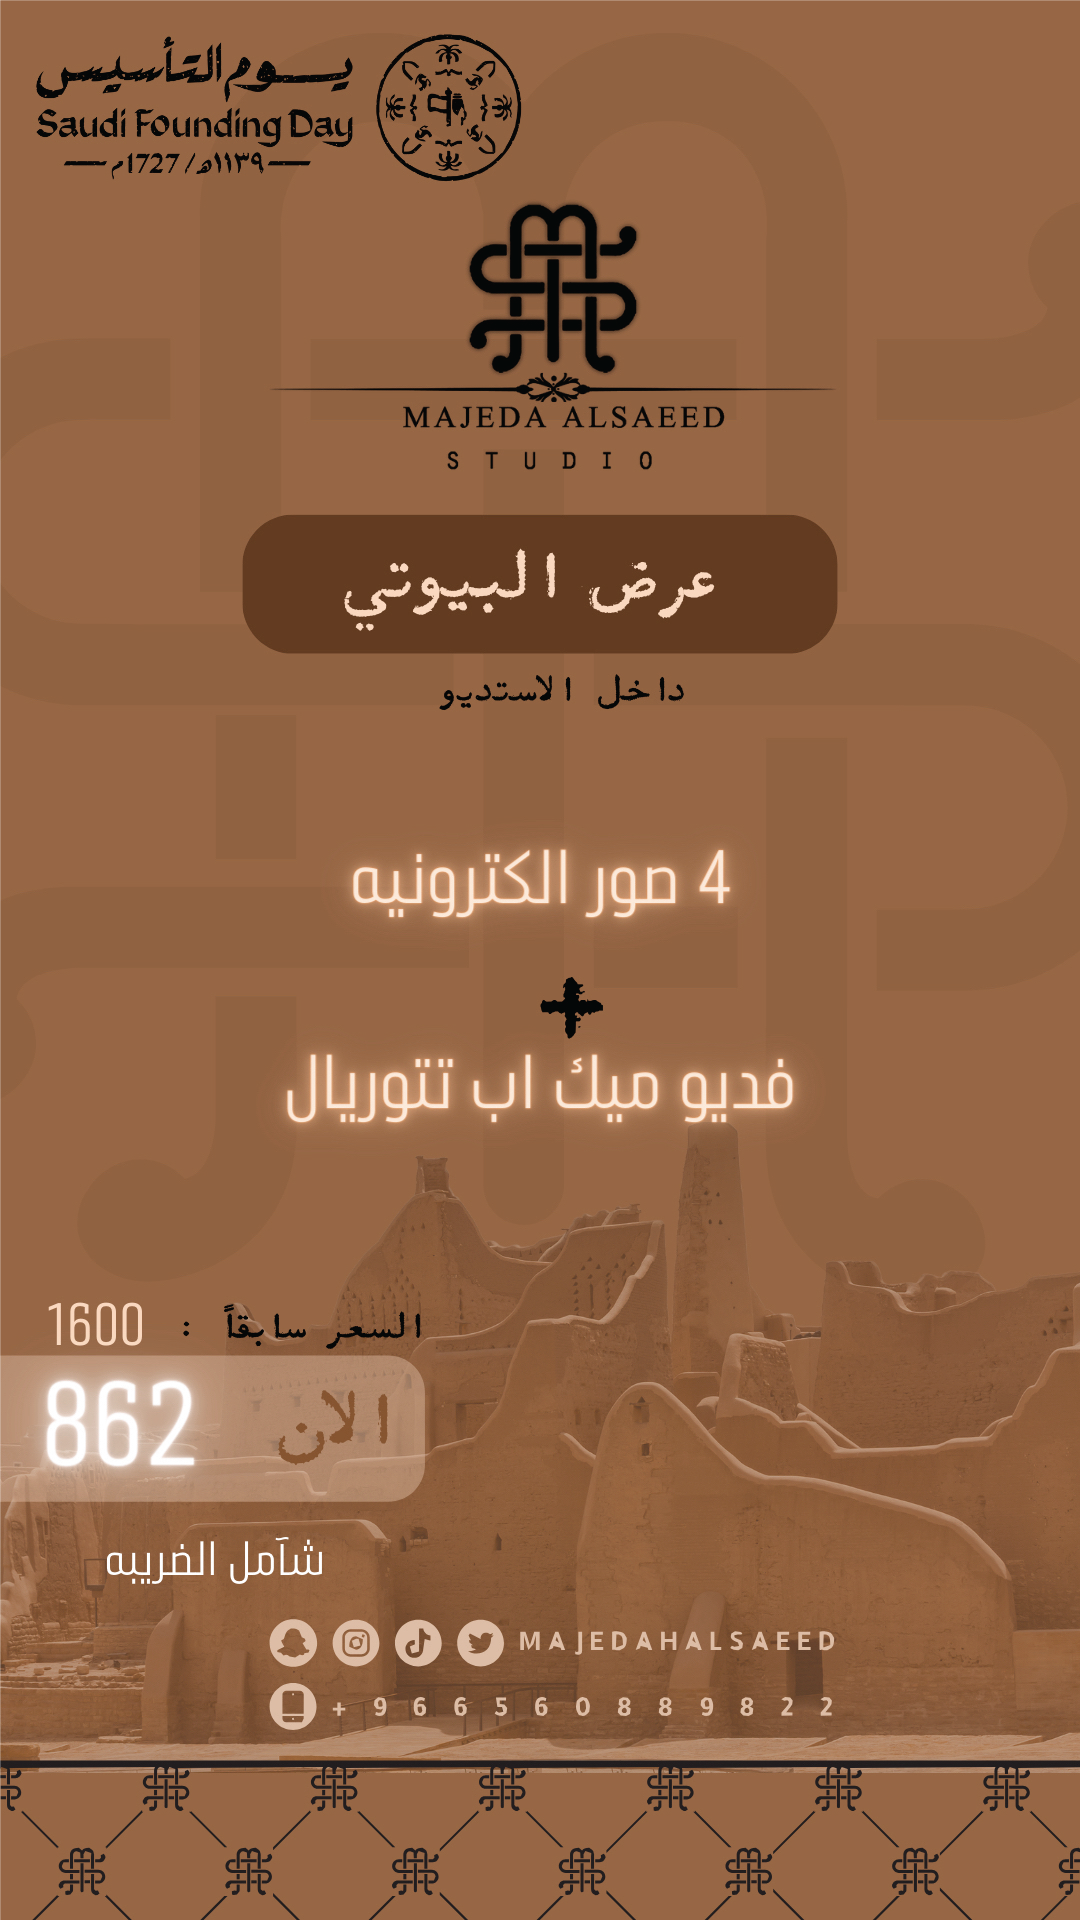 يـوم التأسيس
Saudi Founding Day
١١٣٩هـ / 1727م
MAJEDA ALSAEED
STUDIO
عرض البيوتي
داخل الاستديو
4 صور الكترونيه
+
فديو ميك اب تتوريال
السعر سابقاً : 1600
الان 862
شآمل الضريبه
MAJEDAHALSAEED
+966560889822